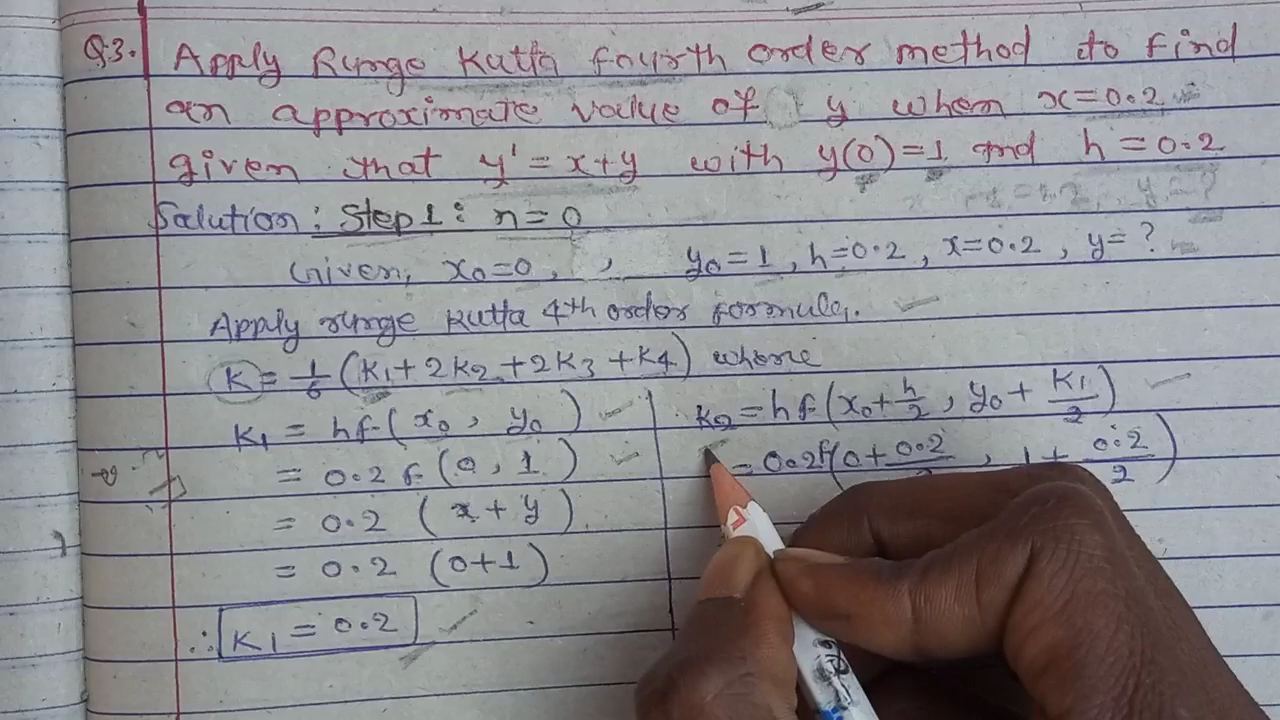 Q.3. Apply Runge Kutta fourth order method to find
an approximate value of y when x=0.2
given that y' = x+y with y(0)=1 and h=0.2
Solution: Step 1: n=0
Given, x₀=0, , y₀=1, h=0.2, x=0.2, y=?
Apply runge Kutta 4th order formula.
K = 1/6 (K₁+2K₂+2K₃+K₄) where
K₁ = hf(x₀, y₀)
= 0.2 f(0, 1)
= 0.2 (x+y)
= 0.2 (0+1)
∴ K₁ = 0.2
K₂ = hf(x₀+h/2, y₀+K₁/2)
= 0.2f(0+0.2/2, 1+0.2/2)